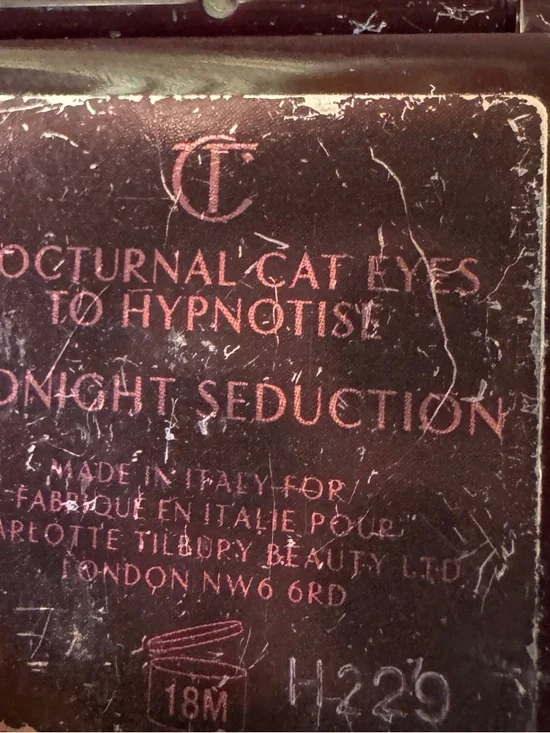 CT
OCTURNAL CAT EYES
TO HYPNOTISE
DNIGHT SEDUCTION
MADE IN ITALY FOR/
FABRIQUÉ EN ITALIE POUR
ARLOTTE TILBURY BEAUTY LTD
LONDON NW6 6RD
18M
H229